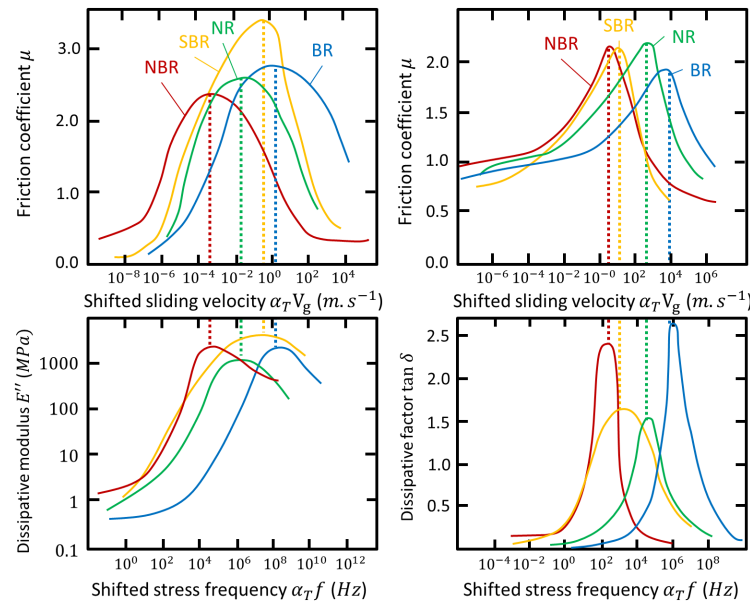 Friction coefficient μ
3.0
2.0
1.0
0.0
NBR
SBR
NR
BR
10⁻⁸ 10⁻⁶ 10⁻⁴ 10⁻² 10⁰ 10² 10⁴
Shifted sliding velocity α_T V_g (m. s⁻¹)
Friction coefficient μ
2.0
1.0
0.5
0.0
NBR
SBR
NR
BR
10⁻⁶ 10⁻⁴ 10⁻² 10⁰ 10² 10⁴ 10⁶
Shifted sliding velocity α_T V_g (m. s⁻¹)
Dissipative modulus E′′ (MPa)
1000
100
10
1
0.1
10⁰ 10² 10⁴ 10⁶ 10⁸ 10¹⁰ 10¹²
Shifted stress frequency α_T f (Hz)
Dissipative factor tan δ
2.5
2.0
1.5
1.0
0.5
10⁻⁴ 10⁻² 10⁰ 10² 10⁴ 10⁶ 10⁸
Shifted stress frequency α_T f (Hz)